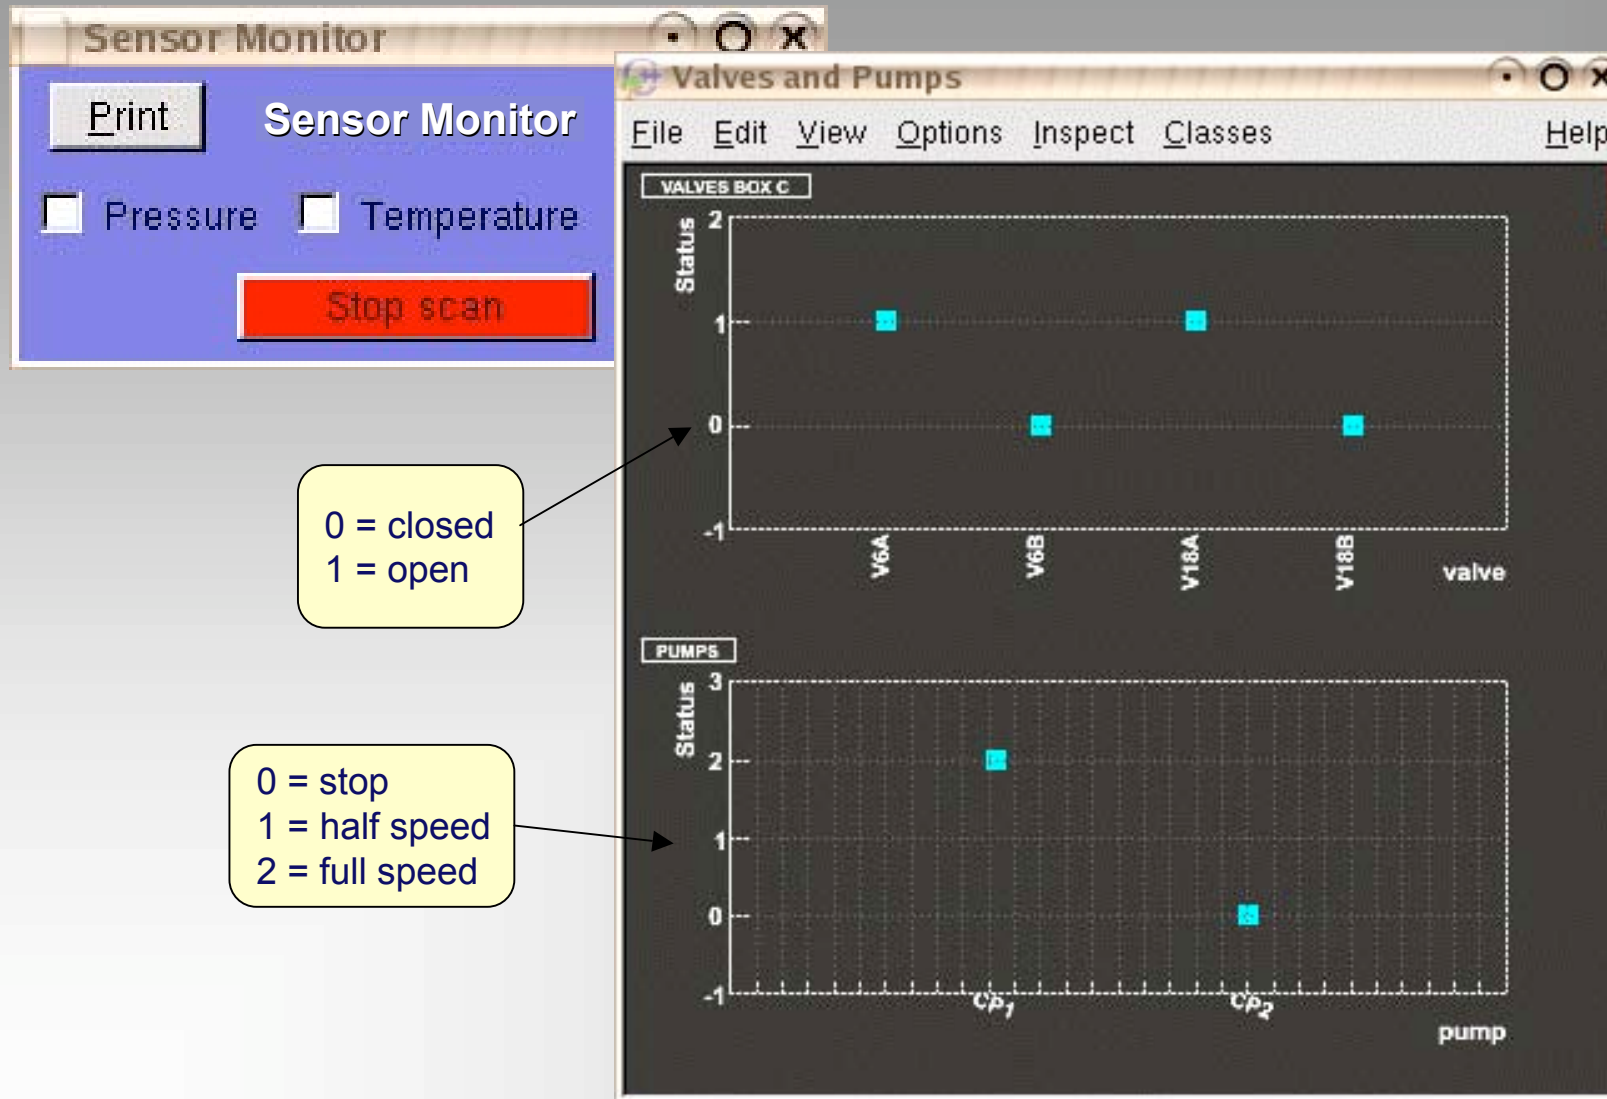 Sensor Monitor
Print
Sensor Monitor
Pressure
Temperature
Stop scan
Valves and Pumps
File Edit View Options Inspect Classes Help
VALVES BOX C
Status
2
1
0
-1
V6A
V6B
V18A
V18B
valve
0 = closed
1 = open
PUMPS
Status
3
2
1
0
-1
Cp1
Cp2
pump
0 = stop
1 = half speed
2 = full speed